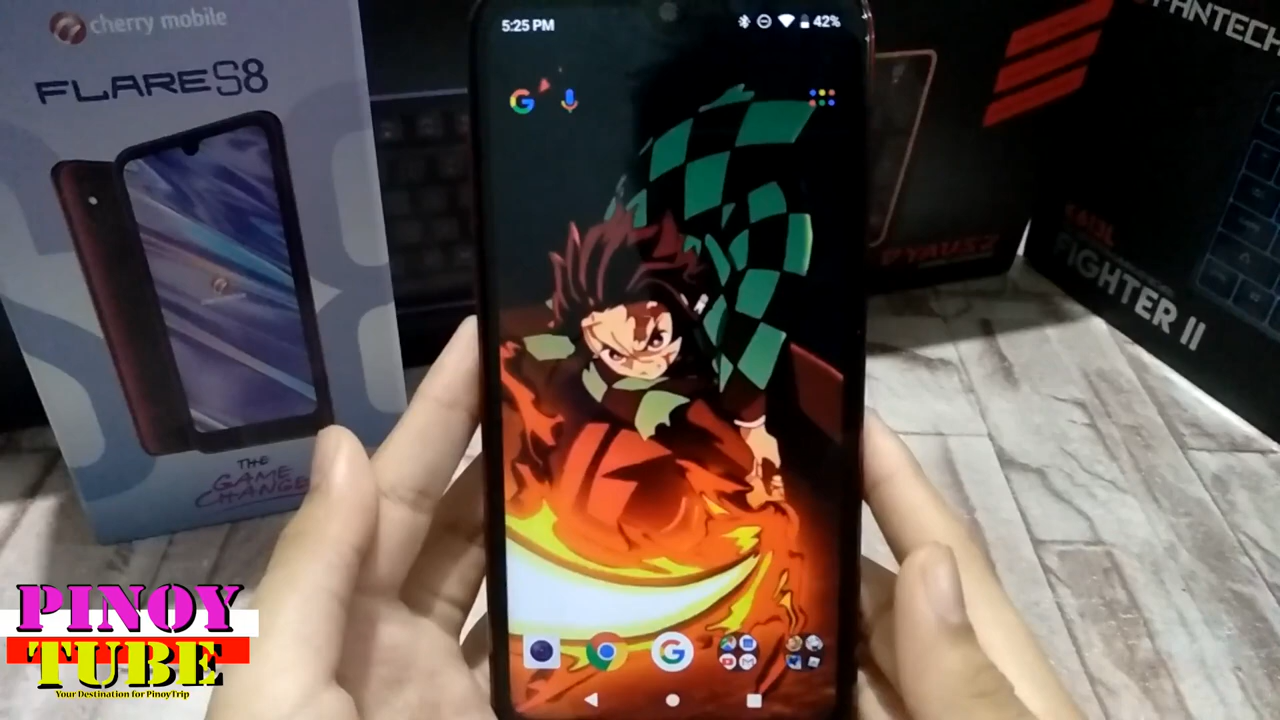 cherry mobile
FLARE S8
THE
GAME
CHANGER
5:25 PM
42%
FANTECH
FIGHTER II
PINOY
TUBE
Your Destination for PinoyTrip